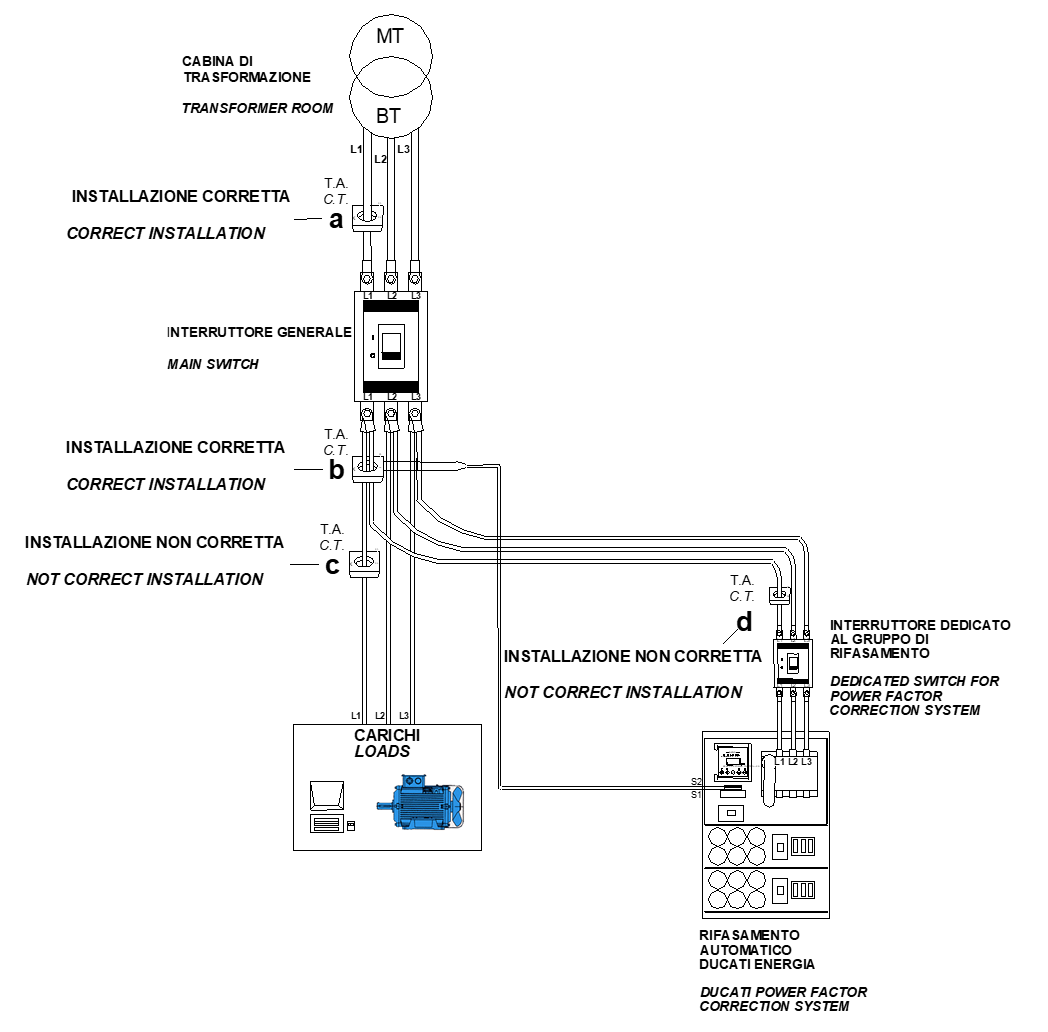 MT
CABINA DI
TRASFORMAZIONE
TRANSFORMER ROOM
BT
L1
L2
L3
T.A.
C.T.
INSTALLAZIONE CORRETTA
a
CORRECT INSTALLATION
L1 L2 L3
INTERRUTTORE GENERALE
MAIN SWITCH
I
O
L1 L2 L3
T.A.
C.T.
INSTALLAZIONE CORRETTA
b
CORRECT INSTALLATION
T.A.
C.T.
INSTALLAZIONE NON CORRETTA
c
NOT CORRECT INSTALLATION
T.A.
C.T.
d
INSTALLAZIONE NON CORRETTA
NOT CORRECT INSTALLATION
INTERRUTTORE DEDICATO
AL GRUPPO DI
RIFASAMENTO
DEDICATED SWITCH FOR
POWER FACTOR
CORRECTION SYSTEM
L1 L2 L3
CARICHI
LOADS
L1 L2 L3
S2
S1
RIFASAMENTO
AUTOMATICO
DUCATI ENERGIA
DUCATI POWER FACTOR
CORRECTION SYSTEM